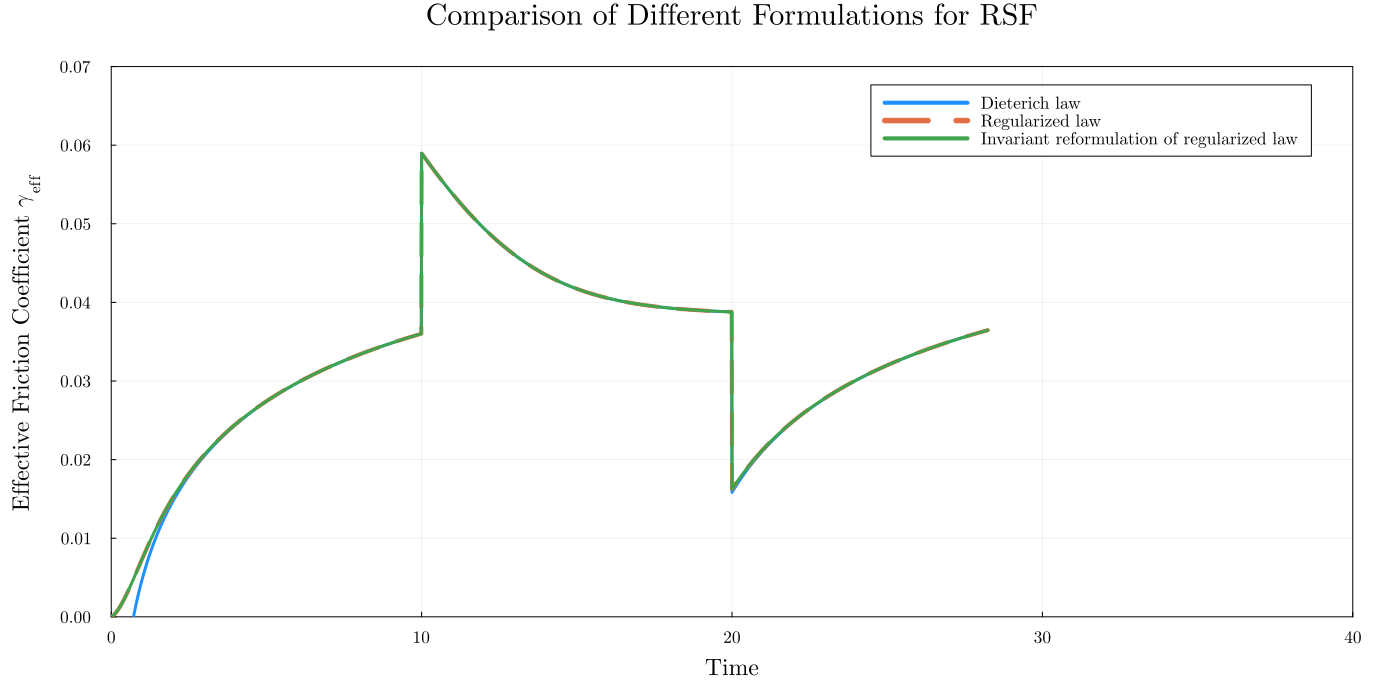 Comparison of Different Formulations for RSF
Effective Friction Coefficient γeff
0.07
0.06
0.05
0.04
0.03
0.02
0.01
0.00
Dieterich law
Regularized law
Invariant reformulation of regularized law
0 10 20 30 40
Time